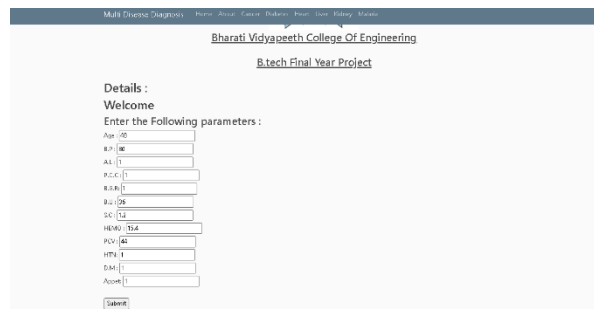 Multi Disease Diagnosis Home About Cancer Diabetes Heart Liver Kidney Malaria
Bharati Vidyapeeth College Of Engineering
B.tech Final Year Project
Details :
Welcome
Enter the Following parameters :
Age : 48
B.P : 80
A.L : 1
P.C.C : 1
B.G.R: 1
B.U : 36
S.C : 1.2
HEMO : 15.4
PCV : 44
HTN: 1
D.M : 1
Appet: 1
Submit